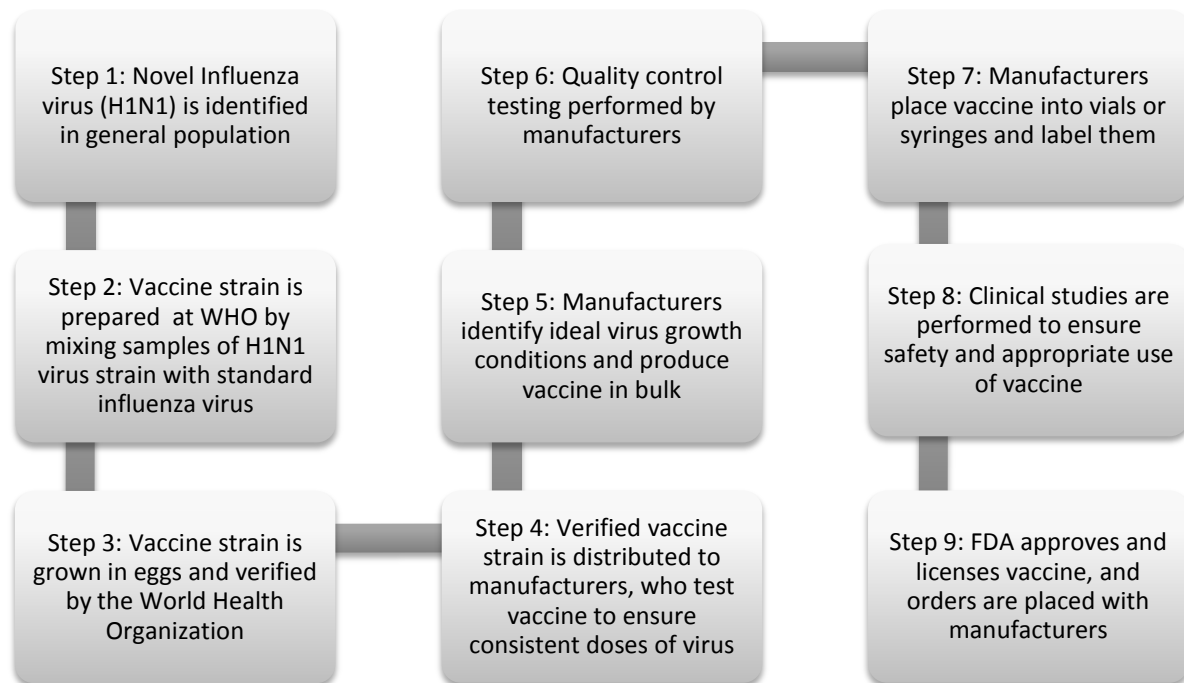 Step 1: Novel Influenza
virus (H1N1) is identified
in general population
Step 2: Vaccine strain is
prepared at WHO by
mixing samples of H1N1
virus strain with standard
influenza virus
Step 3: Vaccine strain is
grown in eggs and verified
by the World Health
Organization
Step 4: Verified vaccine
strain is distributed to
manufacturers, who test
vaccine to ensure
consistent doses of virus
Step 5: Manufacturers
identify ideal virus growth
conditions and produce
vaccine in bulk
Step 6: Quality control
testing performed by
manufacturers
Step 7: Manufacturers
place vaccine into vials or
syringes and label them
Step 8: Clinical studies are
performed to ensure
safety and appropriate use
of vaccine
Step 9: FDA approves and
licenses vaccine, and
orders are placed with
manufacturers